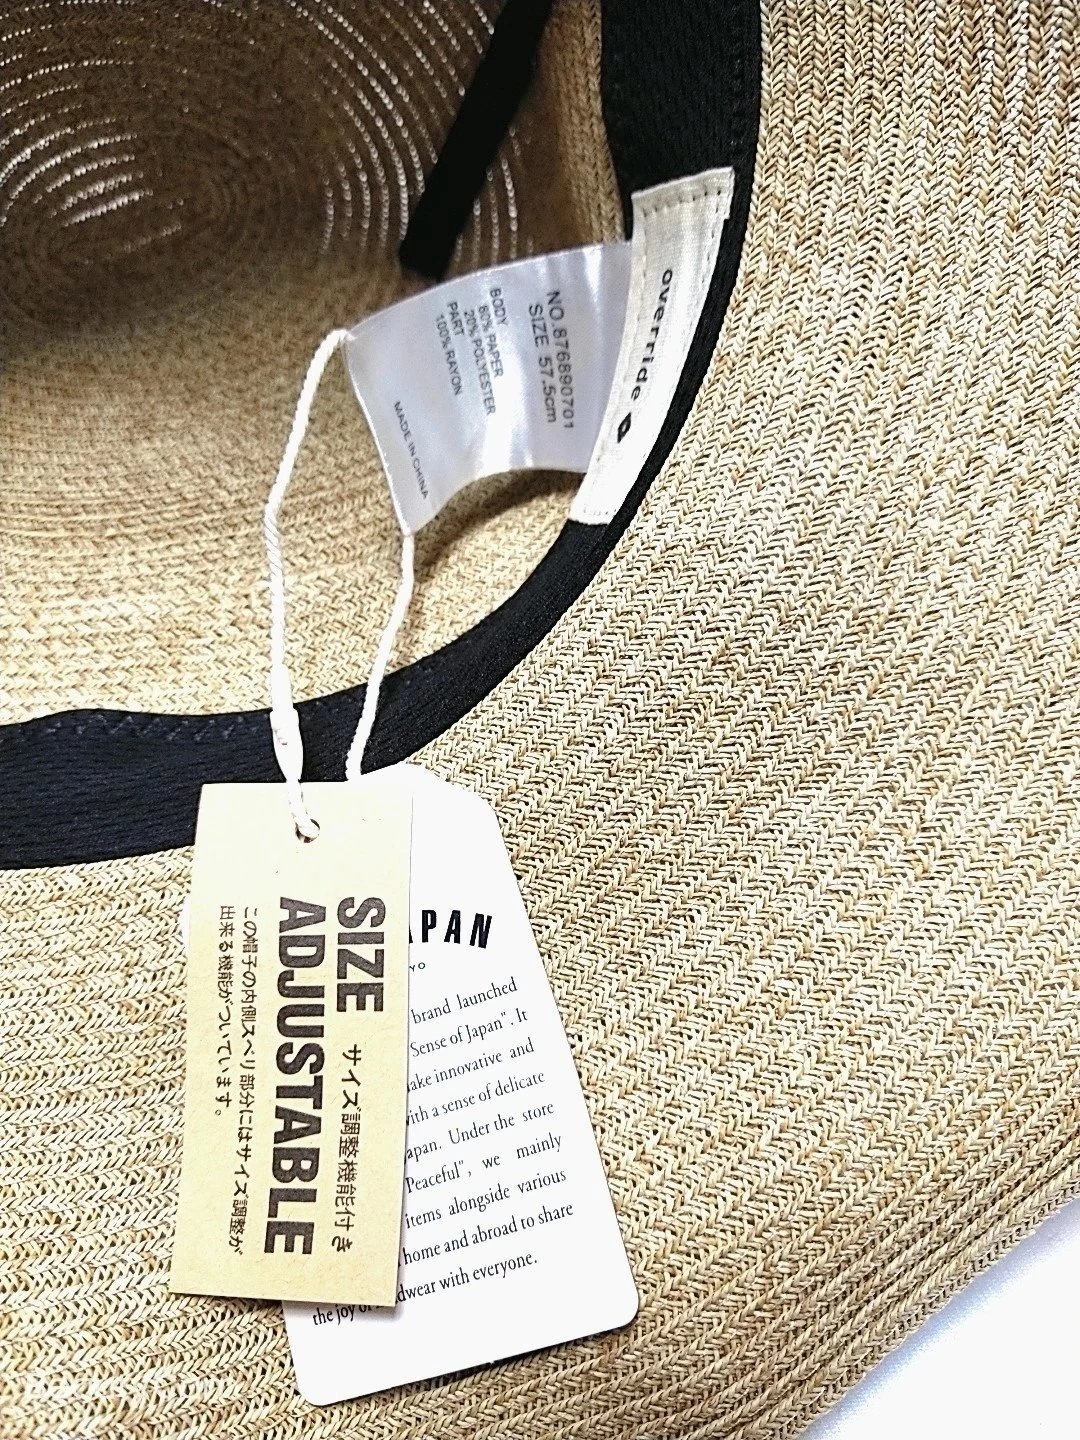 override
NO.876890701
SIZE 57.5cm
BODY
80% PAPER
20% POLYESTER
PART
100% RAYON
MADE IN CHINA
SIZE
ADJUSTABLE
サイズ調整機能付き
この帽子の内側スベリ部分にはサイズ調整が
出来る機能がついています。
PAN
YO
brand launched
Sense of Japan". It
innovative and
with a sense of delicate
Under the store
Peaceful", we mainly
items alongside various
home and abroad to share
the joy of with everyone.